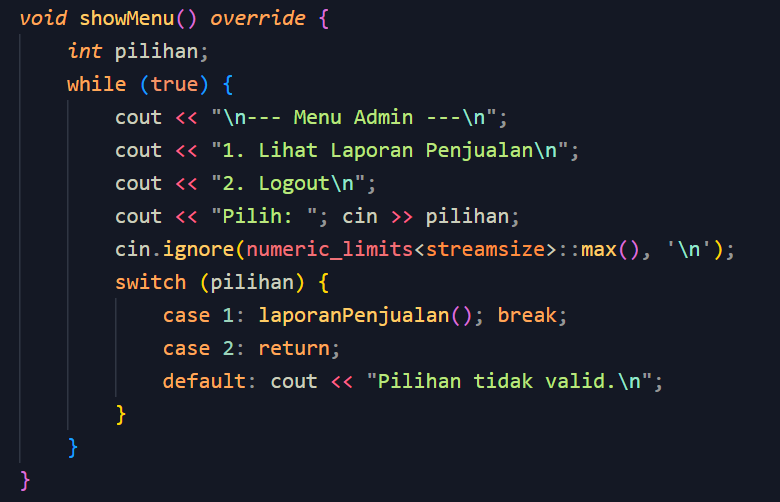 void showMenu() override {
    int pilihan;
    while (true) {
        cout << "\n--- Menu Admin ---\n";
        cout << "1. Lihat Laporan Penjualan\n";
        cout << "2. Logout\n";
        cout << "Pilih: "; cin >> pilihan;
        cin.ignore(numeric_limits<streamsize>::max(), '\n');
        switch (pilihan) {
            case 1: laporanPenjualan(); break;
            case 2: return;
            default: cout << "Pilihan tidak valid.\n";
        }
    }
}